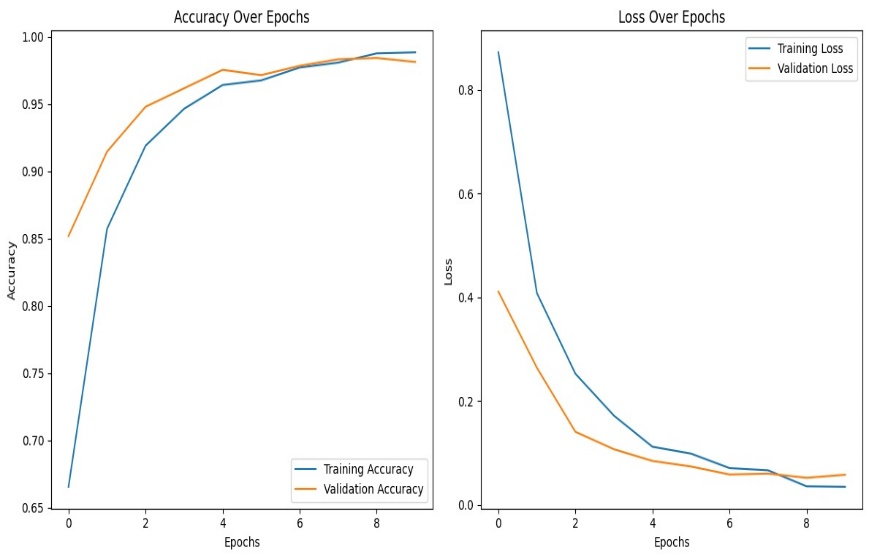 Accuracy Over Epochs
1.00
0.95
0.90
0.85
0.80
0.75
0.70
0.65
Accuracy
0 2 4 6 8
Epochs
Training Accuracy
Validation Accuracy
Loss Over Epochs
0.8
0.6
0.4
0.2
0.0
Loss
0 2 4 6 8
Epochs
Training Loss
Validation Loss